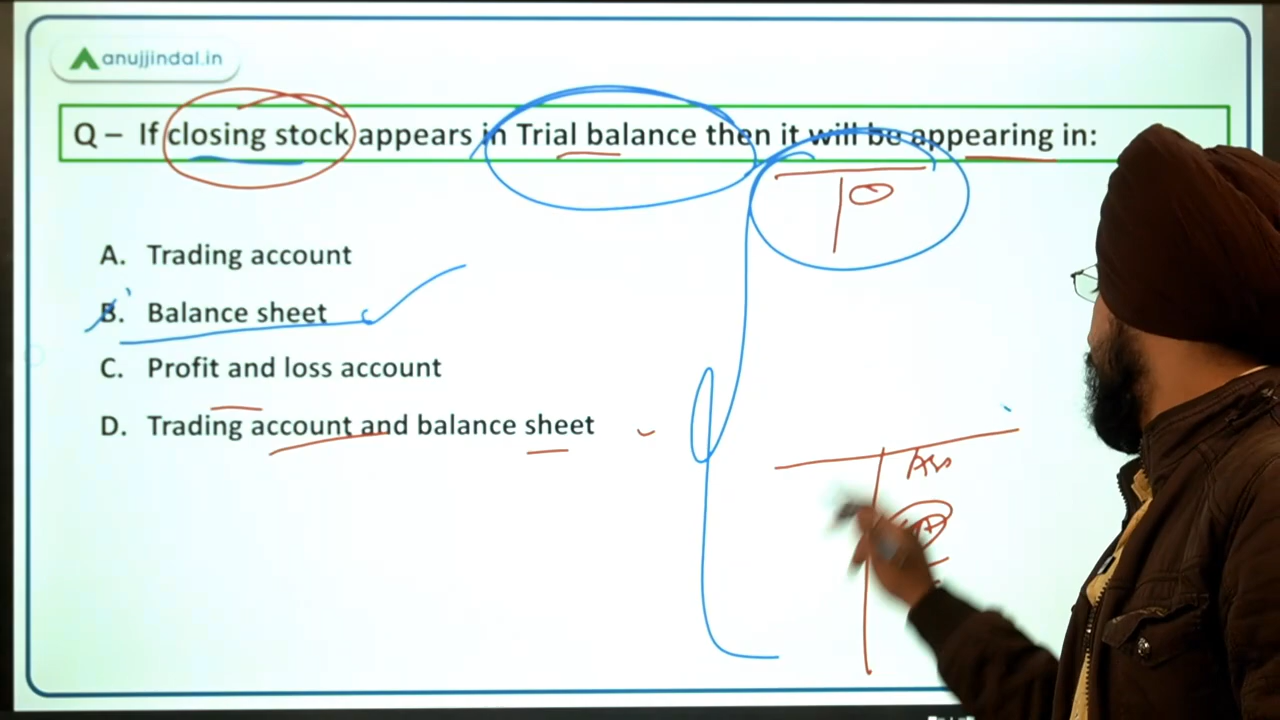 anujjindal.in
Q – If closing stock appears in Trial balance then it will be appearing in:
A. Trading account
B. Balance sheet
C. Profit and loss account
D. Trading account and balance sheet
Ass